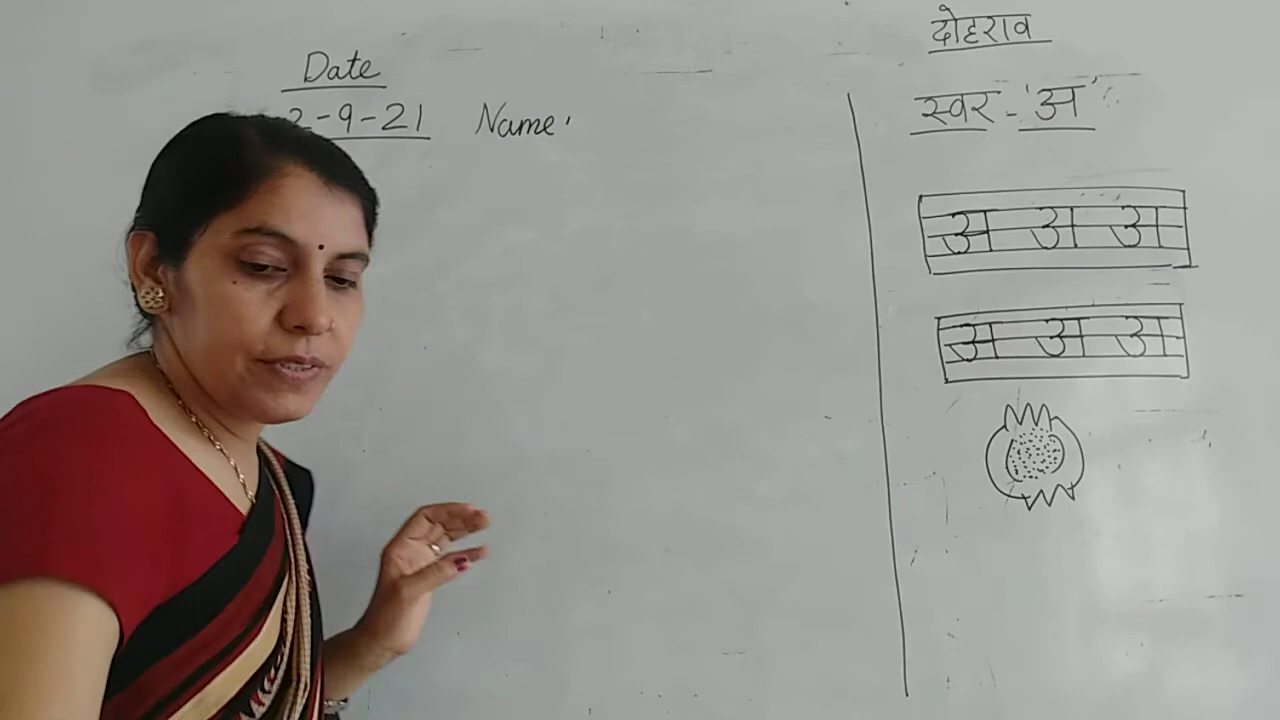 Date
2-9-21 Name'
दोहराव
स्वर - 'अ'
अ अ अ
अ अ अ